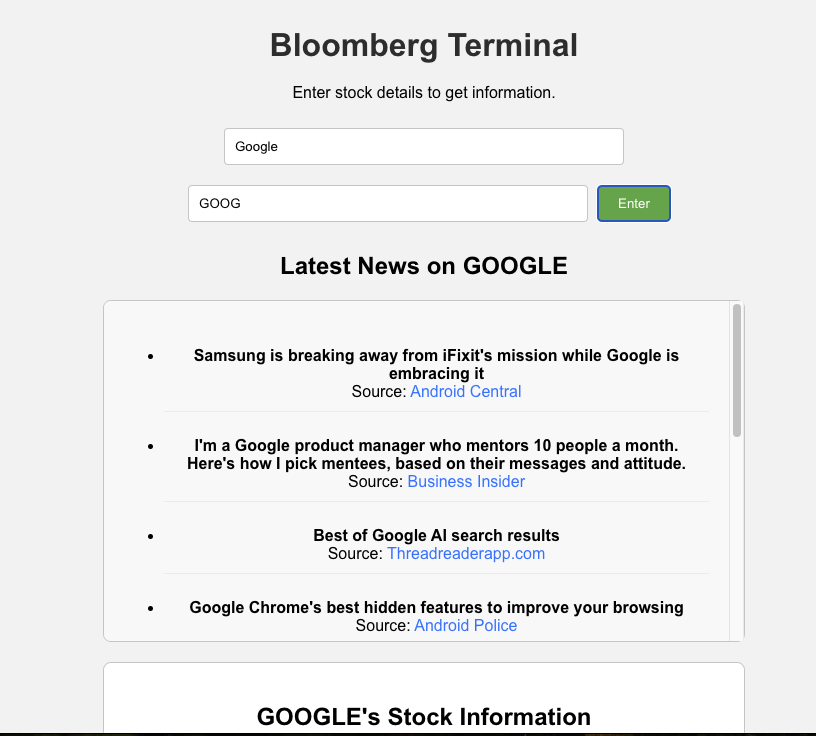 Bloomberg Terminal
Enter stock details to get information.
Google
GOOG
Enter
Latest News on GOOGLE
Samsung is breaking away from iFixit's mission while Google is
embracing it
Source: Android Central
I'm a Google product manager who mentors 10 people a month.
Here's how I pick mentees, based on their messages and attitude.
Source: Business Insider
Best of Google AI search results
Source: Threadreaderapp.com
Google Chrome's best hidden features to improve your browsing
Source: Android Police
GOOGLE's Stock Information